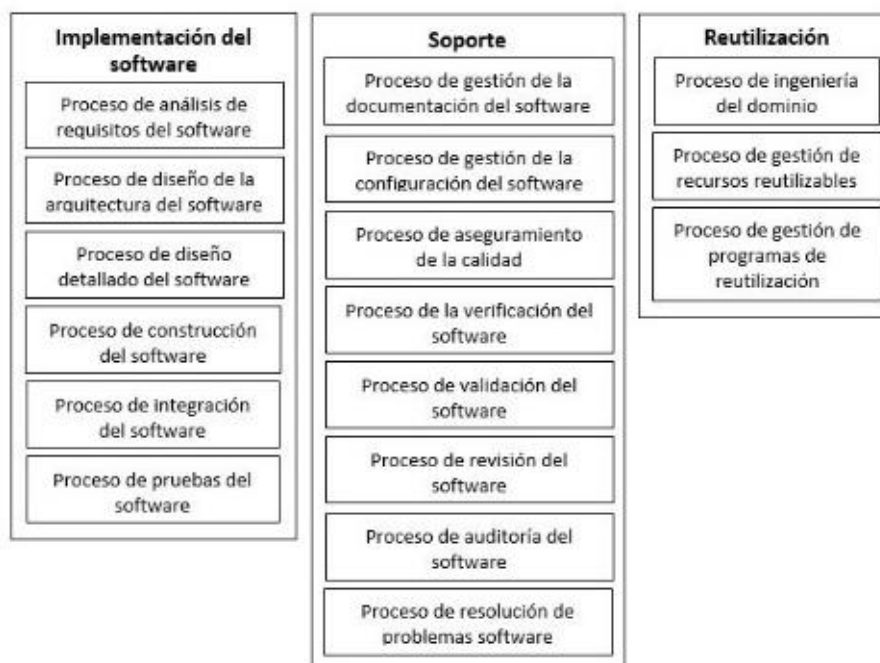 Implementación del
software
Proceso de análisis de
requisitos del software
Proceso de diseño de la
arquitectura del software
Proceso de diseño
detallado del software
Proceso de construcción
del software
Proceso de integración
del software
Proceso de pruebas del
software
Soporte
Proceso de gestión de la
documentación del software
Proceso de gestión de la
configuración del software
Proceso de aseguramiento
de la calidad
Proceso de la verificación del
software
Proceso de validación del
software
Proceso de revisión del
software
Proceso de auditoría del
software
Proceso de resolución de
problemas software
Reutilización
Proceso de ingeniería
del dominio
Proceso de gestión de
recursos reutilizables
Proceso de gestión de
programas de
reutilización